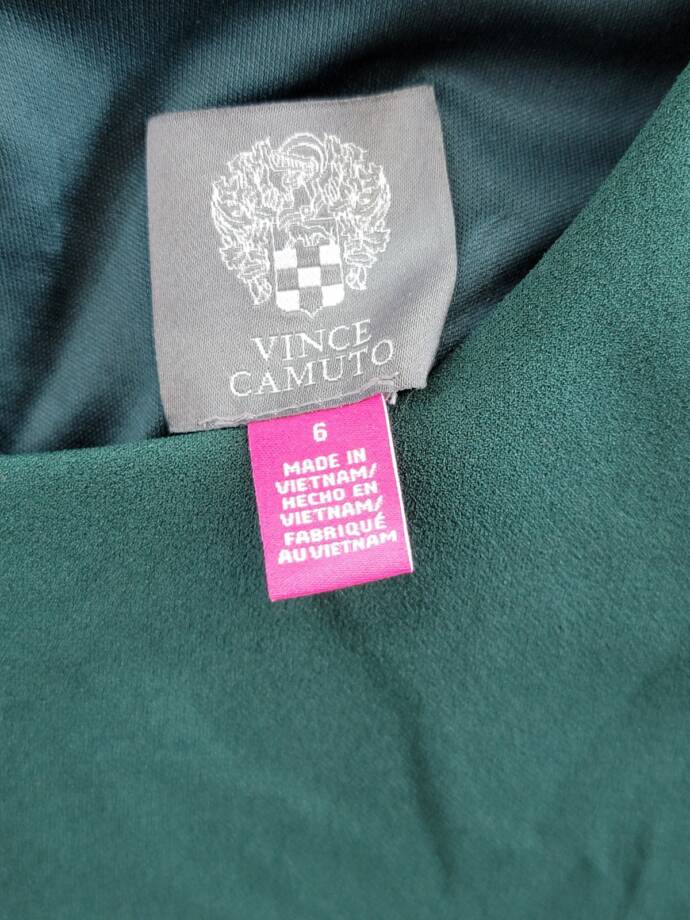 VINCE
CAMUTO
6
MADE IN
VIETNAM/
HECHO EN
VIETNAM/
FABRIQUÉ
AU VIETNAM